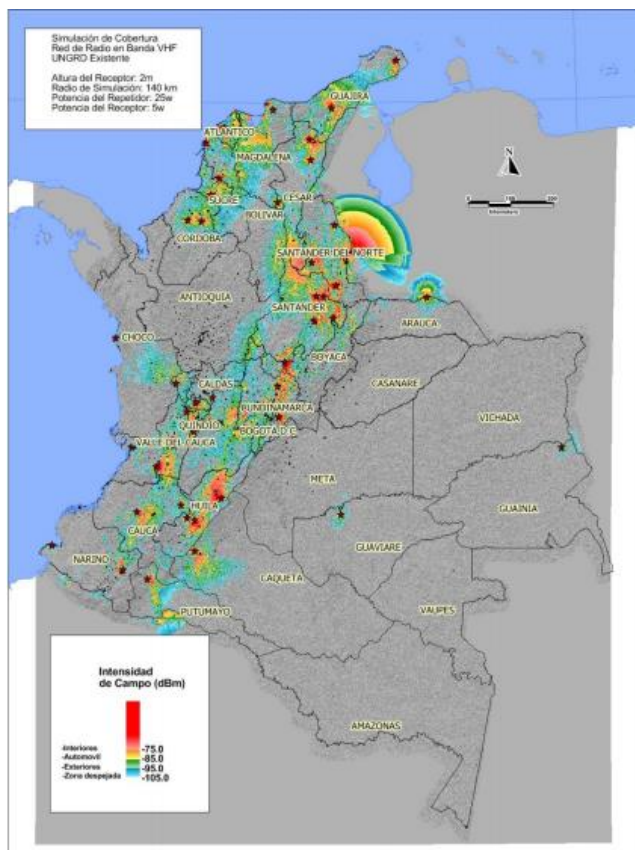 Simulación de Cobertura
Red de Radio en Banda VHF
UNGRD Existente
Altura del Receptor: 2m
Radio de Simulación: 140 km
Potencia del Repetidor: 25w
Potencia del Receptor: 5w
GUAJIRA
ATLANTICO
MAGDALENA
N
CESAR
SUCRE
BOLIVAR
CORDOBA
SANTANDER DEL NORTE
ANTIOQUIA
SANTANDER
ARAUCA
CHOCO
BOYACA
CASANARE
CALDAS
VICHADA
CUNDINAMARCA
QUINDIO
BOGOTA D.C.
VALLE DEL CAUCA
META
GUAINIA
HUILA
CAUCA
GUAVIARE
NARIÑO
CAQUETA
VAUPES
PUTUMAYO
AMAZONAS
Intensidad
de Campo (dBm)
-Interiores -75.0
-Automovil -85.0
-Exteriores -95.0
-Zona despejada -105.0